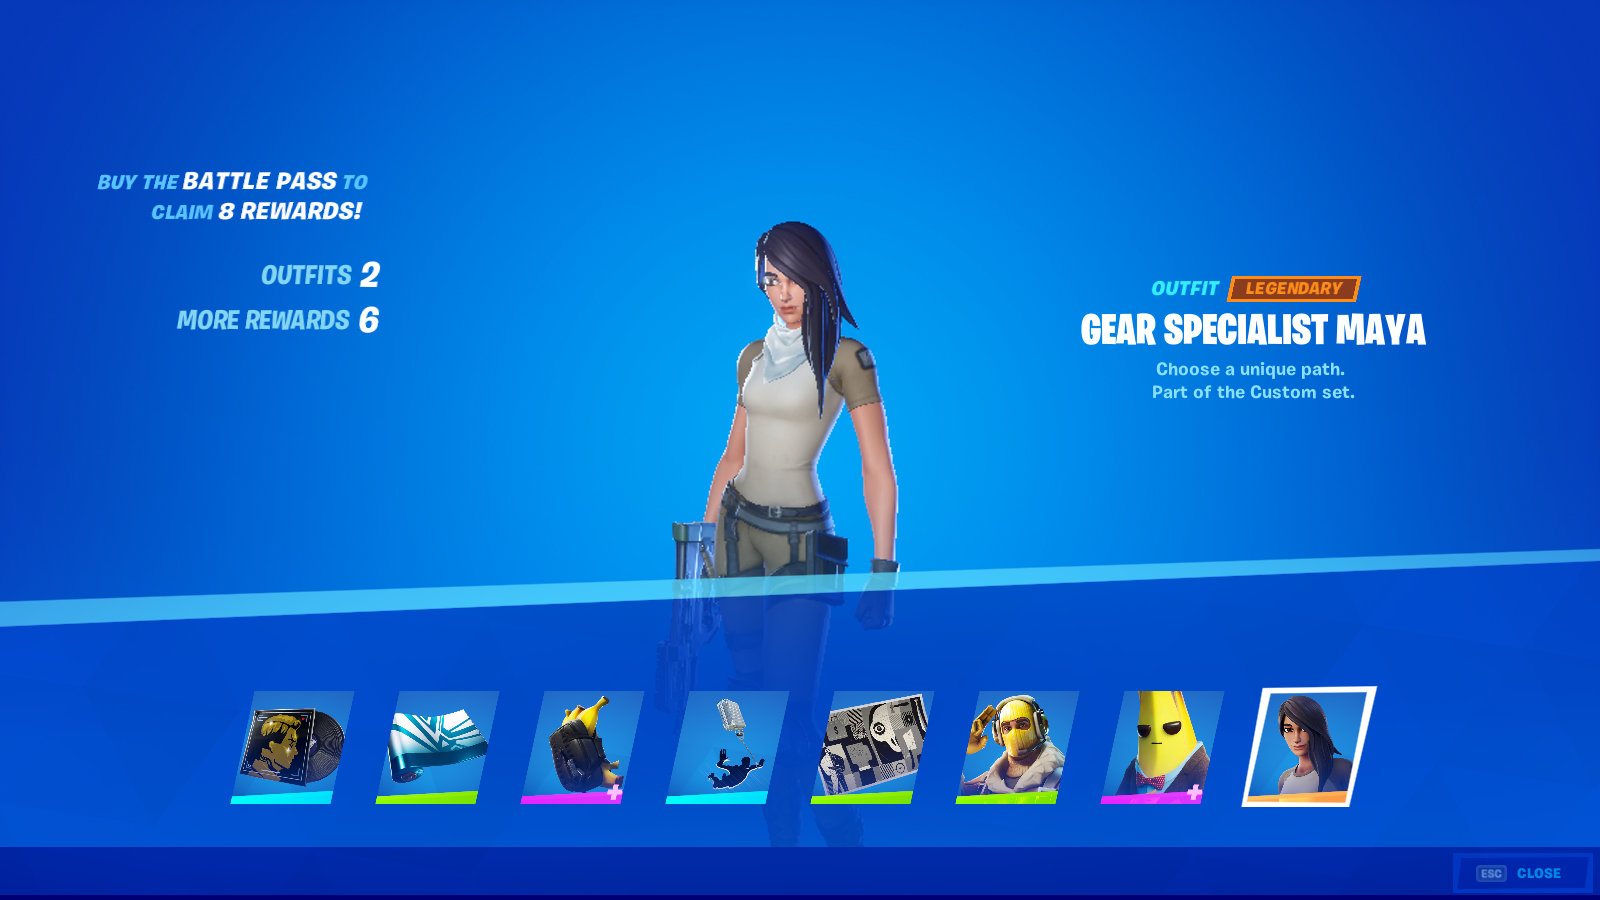 BUY THE BATTLE PASS TO
CLAIM 8 REWARDS!
OUTFITS 2
MORE REWARDS 6
OUTFIT LEGENDARY
GEAR SPECIALIST MAYA
Choose a unique path.
Part of the Custom set.
ESC CLOSE